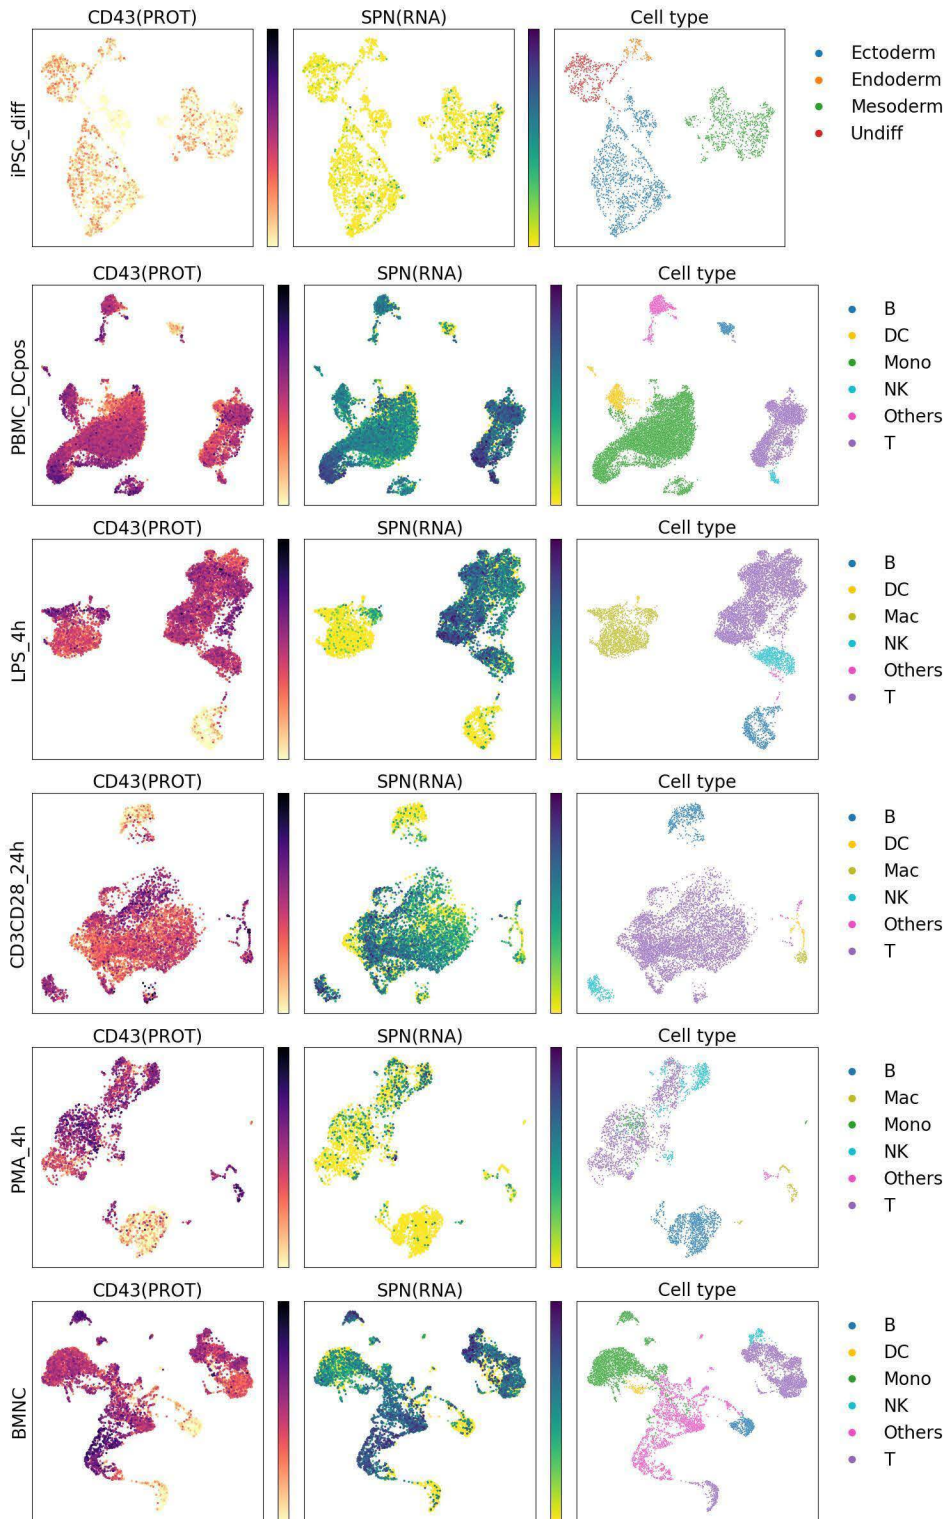 CD43(PROT) SPN(RNA) Cell type
iPSC_diff
Ectoderm
Endoderm
Mesoderm
Undiff
CD43(PROT) SPN(RNA) Cell type
PBMC_DCpos
B
DC
Mono
NK
Others
T
CD43(PROT) SPN(RNA) Cell type
LPS_4h
B
DC
Mac
NK
Others
T
CD43(PROT) SPN(RNA) Cell type
CD3CD28_24h
B
DC
Mac
NK
Others
T
CD43(PROT) SPN(RNA) Cell type
PMA_4h
B
Mac
Mono
NK
Others
T
CD43(PROT) SPN(RNA) Cell type
BMNC
B
DC
Mono
NK
Others
T